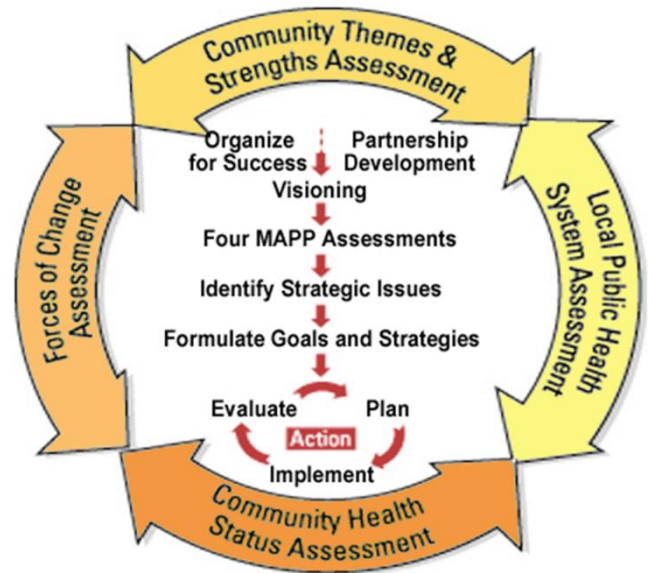 Community Themes &
Strengths Assessment
Organize
for Success
Partnership
Development
Visioning
Four MAPP Assessments
Identify Strategic Issues
Formulate Goals and Strategies
Evaluate
Plan
Action
Implement
Forces of Change
Assessment
Local Public Health
System Assessment
Community Health
Status Assessment